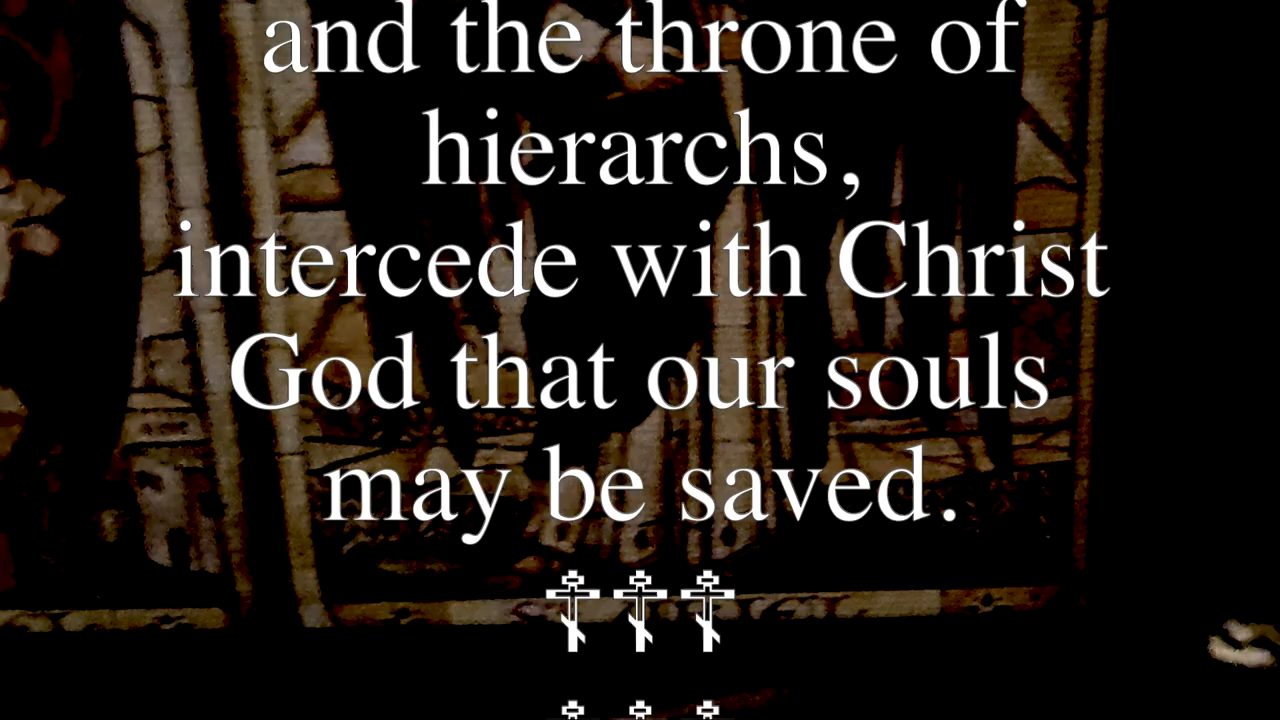 and the throne of
hierarchs,
intercede with Christ
God that our souls
may be saved.
☦☦☦